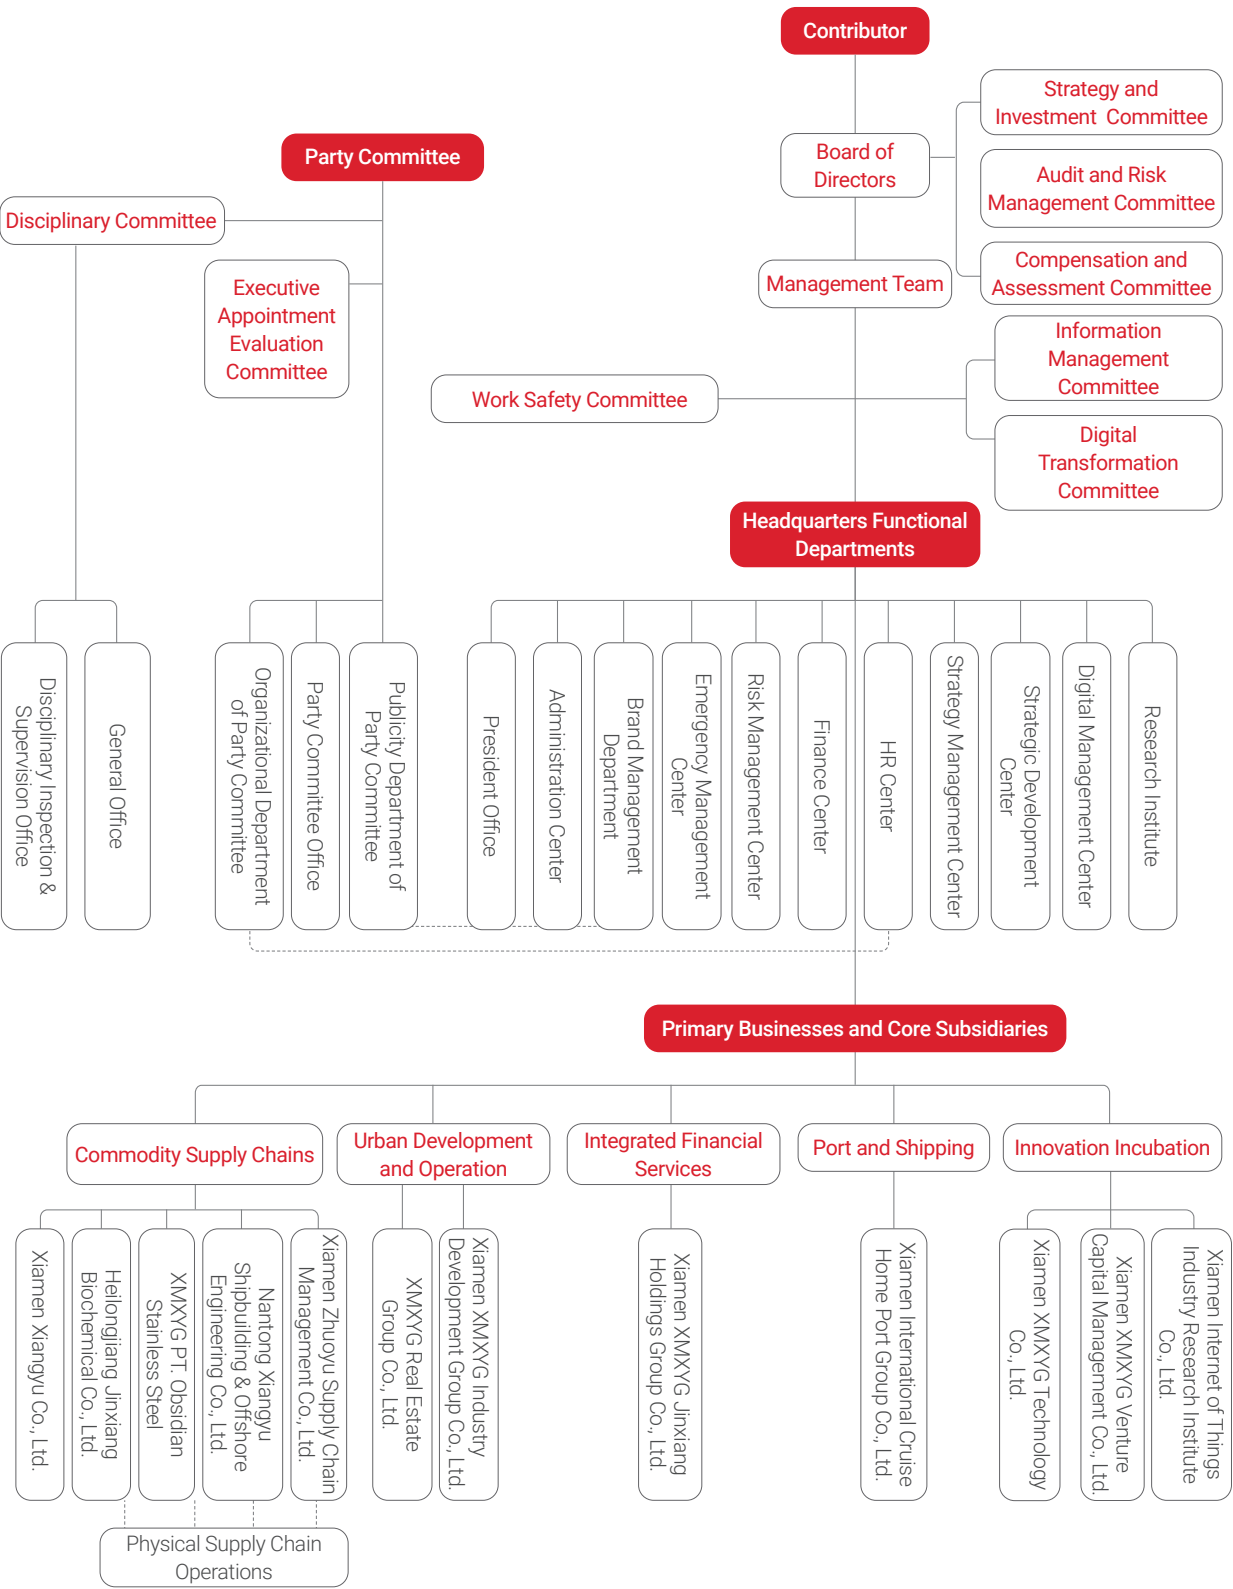 Contributor
Strategy and
Investment Committee
Party Committee
Board of
Directors
Audit and Risk
Management Committee
Disciplinary Committee
Compensation and
Assessment Committee
Executive
Appointment
Evaluation
Committee
Management Team
Information
Management
Committee
Work Safety Committee
Digital
Transformation
Committee
Headquarters Functional
Departments
Disciplinary Inspection &
Supervision Office
General Office
Organizational Department
of Party Committee
Party Committee Office
Publicity Department of
Party Committee
President Office
Administration Center
Brand Management
Department
Emergency Management
Center
Risk Management Center
Finance Center
HR Center
Strategy Management Center
Strategic Development
Center
Digital Management Center
Research Institute
Primary Businesses and Core Subsidiaries
Commodity Supply Chains
Urban Development
and Operation
Integrated Financial
Services
Port and Shipping
Innovation Incubation
Xiamen Xiangyu Co., Ltd.
Heilongjiang Jinxiang
Biochemical Co., Ltd.
XMXYG PT. Obsidian
Stainless Steel
Nantong Xiangyu
Shipbuilding & Offshore
Engineering Co., Ltd.
Xiamen Zhuoyu Supply Chain
Management Co., Ltd.
XMXYG Real Estate
Group Co., Ltd.
Xiamen XMXYG Industry
Development Group Co., Ltd.
Xiamen XMXYG Jinxiang
Holdings Group Co., Ltd.
Xiamen International Cruise
Home Port Group Co., Ltd.
Xiamen XMXYG Technology
Co., Ltd.
Xiamen XMXYG Venture
Capital Management Co., Ltd.
Xiamen Internet of Things
Industry Research Institute
Co., Ltd.
Physical Supply Chain
Operations